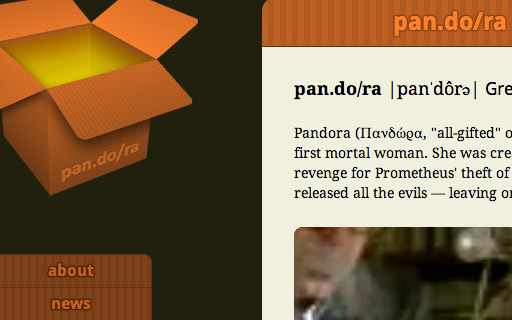 pan.do/ra
pan.do/ra |panˈdôrə| Gre
Pandora (Πανδώρα, "all-gifted" o
first mortal woman. She was cre
revenge for Prometheus' theft of
released all the evils — leaving o
pan.do/ra
about
news